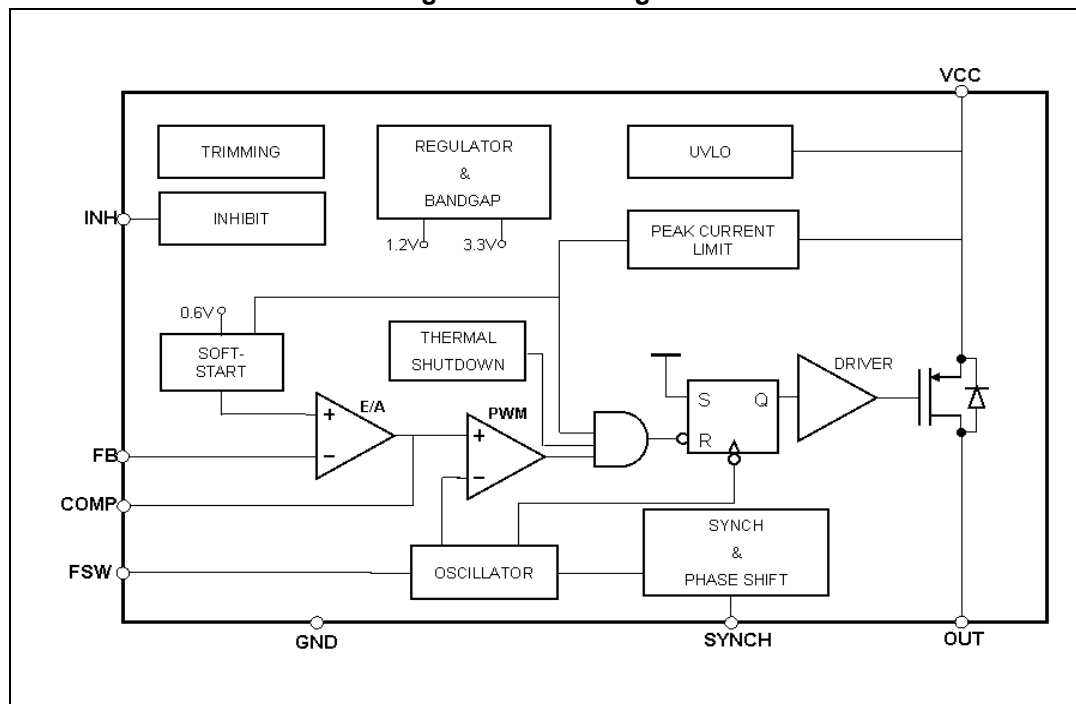 VCC
TRIMMING
REGULATOR
&
BANDGAP
UVLO
INH
INHIBIT
1.2V
3.3V
PEAK CURRENT
LIMIT
0.6V
SOFT-
START
THERMAL
SHUTDOWN
DRIVER
E/A
+
−
PWM
+
−
S
Q
R
FB
COMP
FSW
OSCILLATOR
SYNCH
&
PHASE SHIFT
GND
SYNCH
OUT